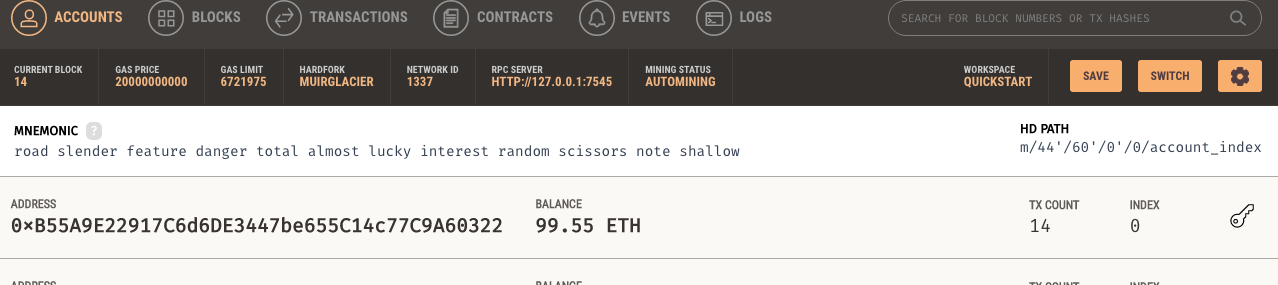 ACCOUNTS BLOCKS TRANSACTIONS CONTRACTS EVENTS LOGS SEARCH FOR BLOCK NUMBERS OR TX HASHES
CURRENT BLOCK GAS PRICE GAS LIMIT HARDFORK NETWORK ID RPC SERVER MINING STATUS WORKSPACE
14 20000000000 6721975 MUIRGLACIER 1337 HTTP://127.0.0.1:7545 AUTOMINING QUICKSTART SAVE SWITCH
MNEMONIC ? HD PATH
road slender feature danger total almost lucky interest random scissors note shallow m/44'/60'/0'/0/account_index
ADDRESS BALANCE TX COUNT INDEX
0×B55A9E22917C6d6DE3447be655C14c77C9A60322 99.55 ETH 14 0
ADDRESS BALANCE TX COUNT INDEX